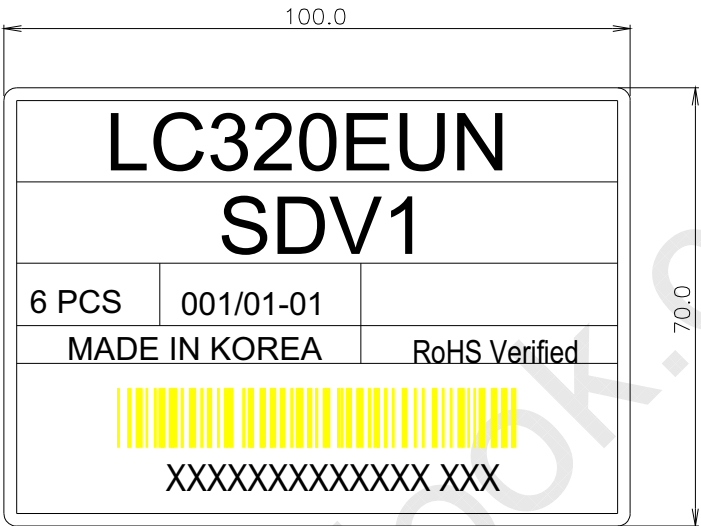 100.0
LC320EUN
SDV1
6 PCS 001/01-01
70.0
MADE IN KOREA RoHS Verified
XXXXXXXXXXXXX XXX